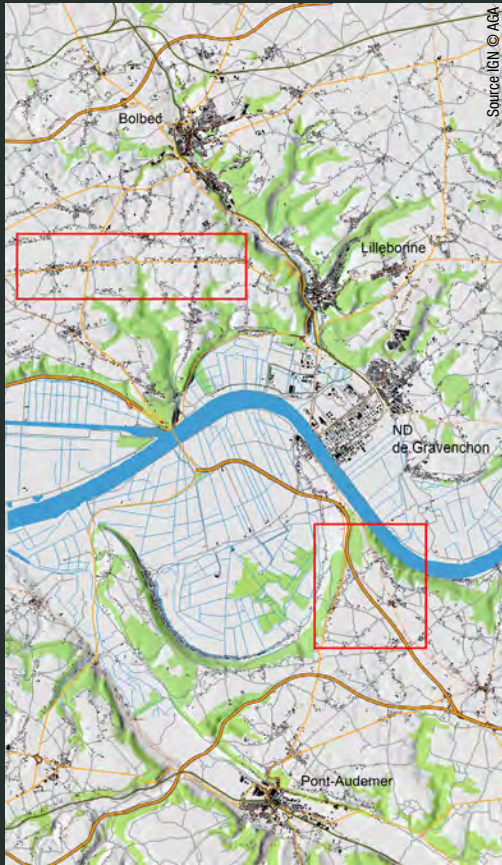 Source IGN © AGA
Bolbec
Lillebonne
ND
de Gravenchon
Pont-Audemer